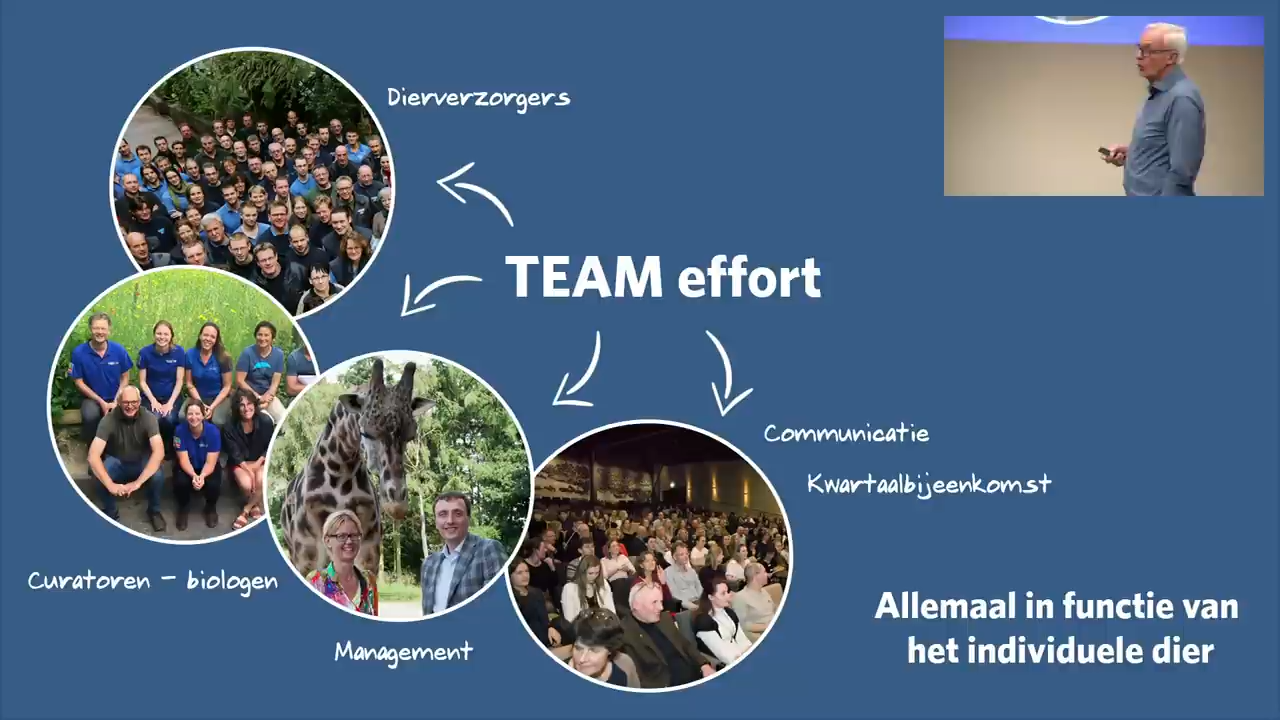 Dierverzorgers
TEAM effort
Communicatie
Kwartaalbijeenkomst
Curatoren - biologen
Management
Allemaal in functie van
het individuele dier